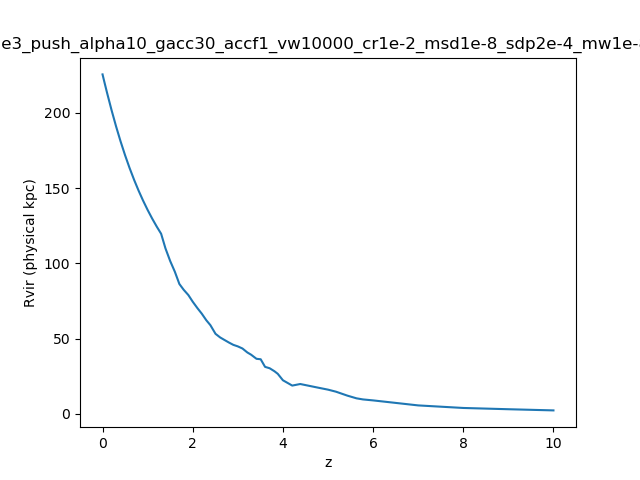 e3_push_alpha10_gacc30_accf1_vw10000_cr1e-2_msd1e-8_sdp2e-4_mw1e-
200
150
100
50
0
Rvir (physical kpc)
0 2 4 6 8 10
z